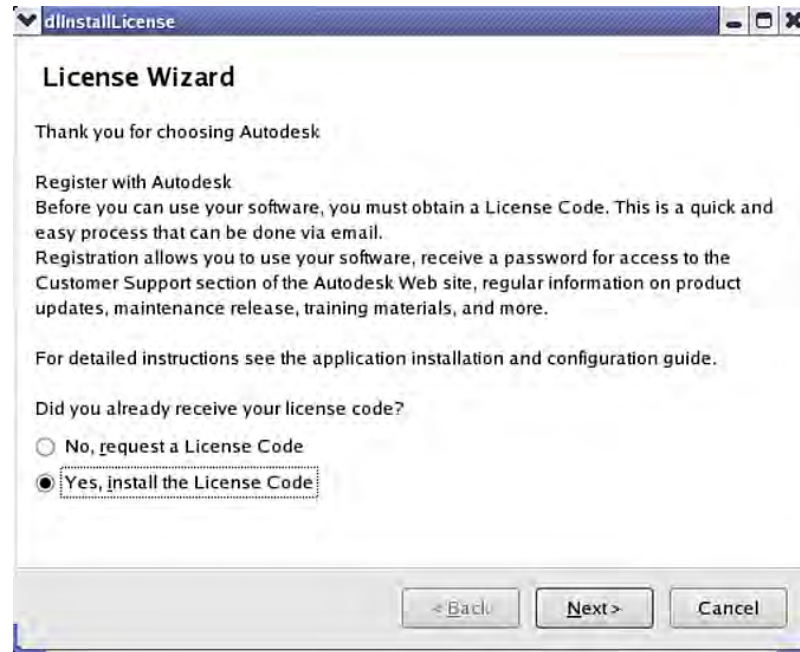 dlInstallLicense
License Wizard
Thank you for choosing Autodesk
Register with Autodesk
Before you can use your software, you must obtain a License Code. This is a quick and
easy process that can be done via email.
Registration allows you to use your software, receive a password for access to the
Customer Support section of the Autodesk Web site, regular information on product
updates, maintenance release, training materials, and more.
For detailed instructions see the application installation and configuration guide.
Did you already receive your license code?
No, request a License Code
Yes, install the License Code
< Back Next > Cancel